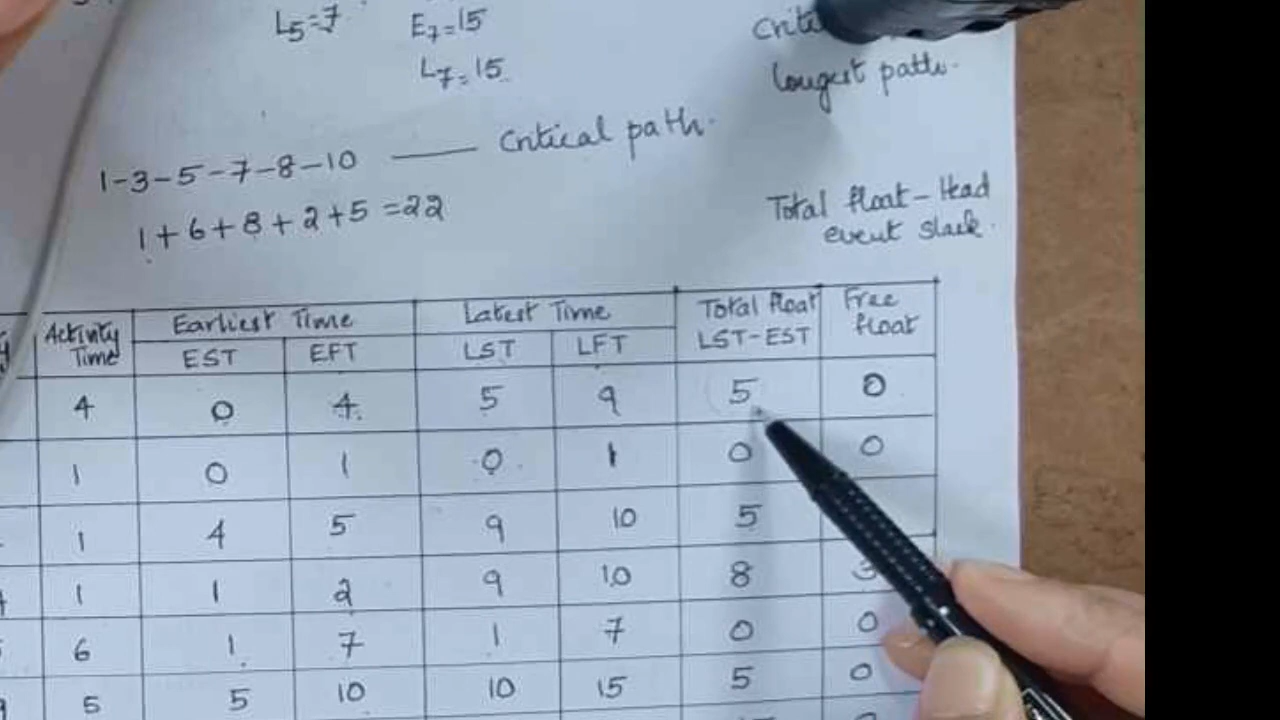 L5=7 E7=15
L7=15
longest path.
1-3-5-7-8-10 — Critical path.
1+6+8+2+5=22
Total float-Head
event slack.
Activity Time Earliest Time Latest Time Total float LST-EST Free float
EST EFT LST LFT
4 0 4 5 9 5 0
1 0 1 0 1 0 0
1 4 5 9 10 5
1 1 2 9 10 8 3
6 1 7 1 7 0 0
5 5 10 10 15 5 0